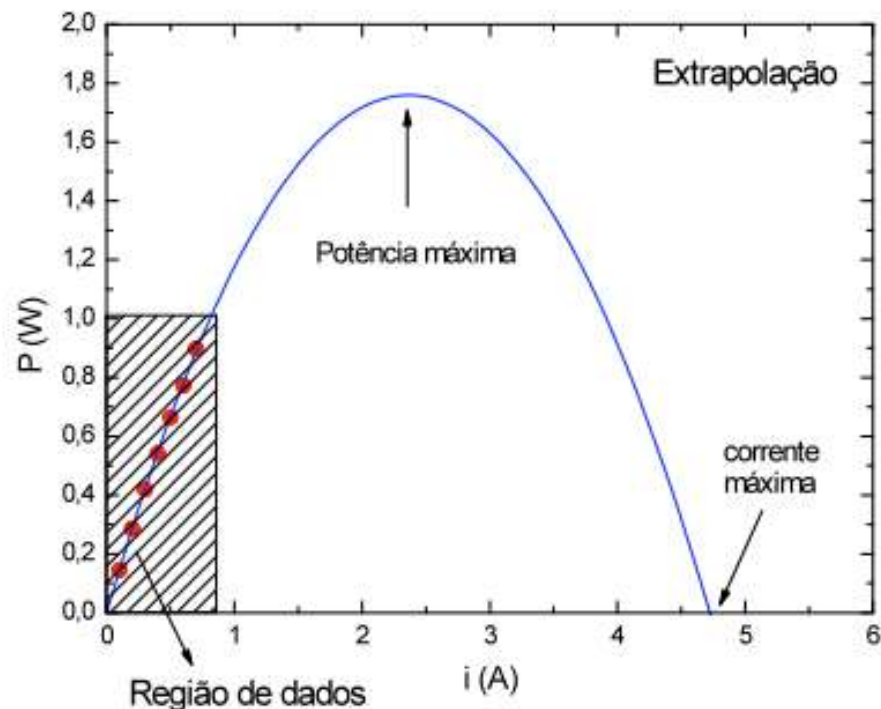 2,0
1,8
1,6
1,4
1,2
1,0
0,8
0,6
0,4
0,2
0,0
P (W)
Extrapolação
Potência máxima
corrente
máxima
0 1 2 3 4 5 6
i (A)
Região de dados